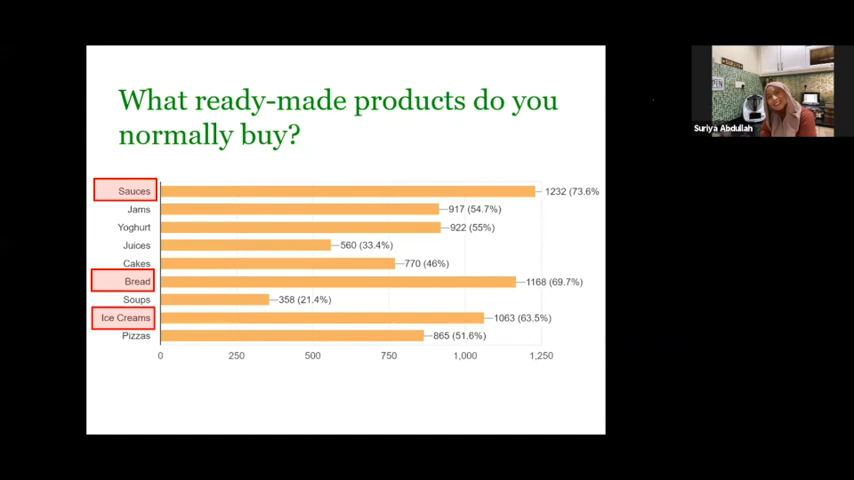 What ready-made products do you
normally buy?
Sauces
1232 (73.6%
Jams
917 (54.7%)
Yoghurt
922 (55%)
Juices
560 (33.4%)
Cakes
770 (46%)
Bread
1168 (69.7%)
Soups
358 (21.4%)
Ice Creams
1063 (63.5%)
Pizzas
865 (51.6%)
0 250 500 750 1,000 1,250
Suriya Abdullah